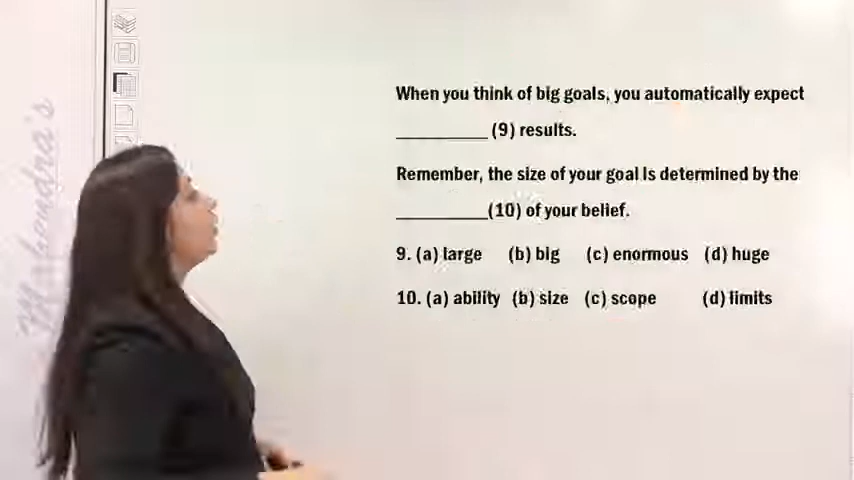 Mahendra's
When you think of big goals, you automatically expect
__________ (9) results.
Remember, the size of your goal Is determined by the
__________(10) of your belief.
9. (a) large (b) big (c) enormous (d) huge
10. (a) ability (b) size (c) scope (d) limits